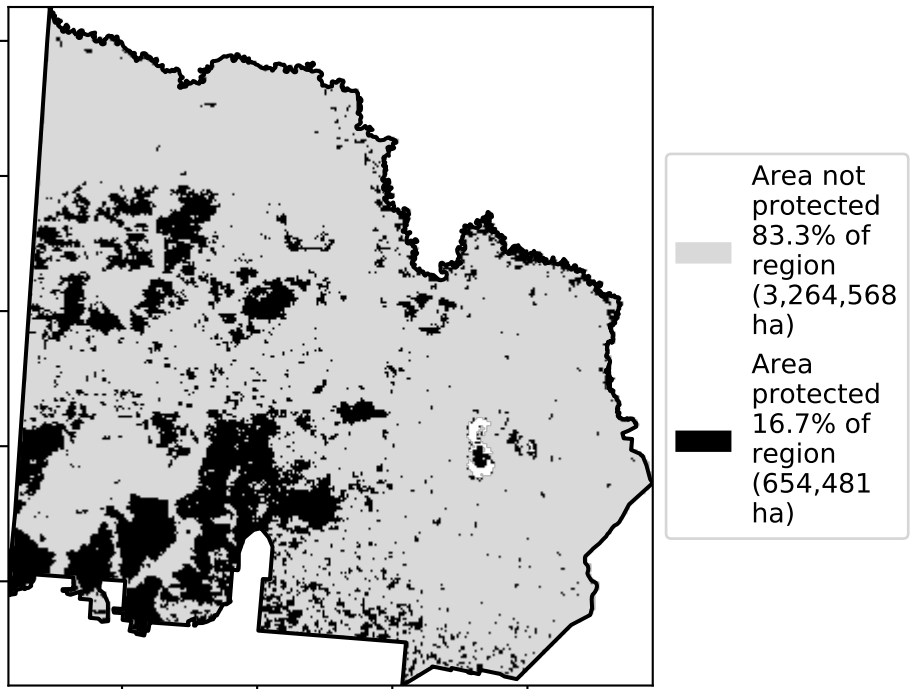 Area not
protected
83.3% of
region
(3,264,568
ha)
Area
protected
16.7% of
region
(654,481
ha)